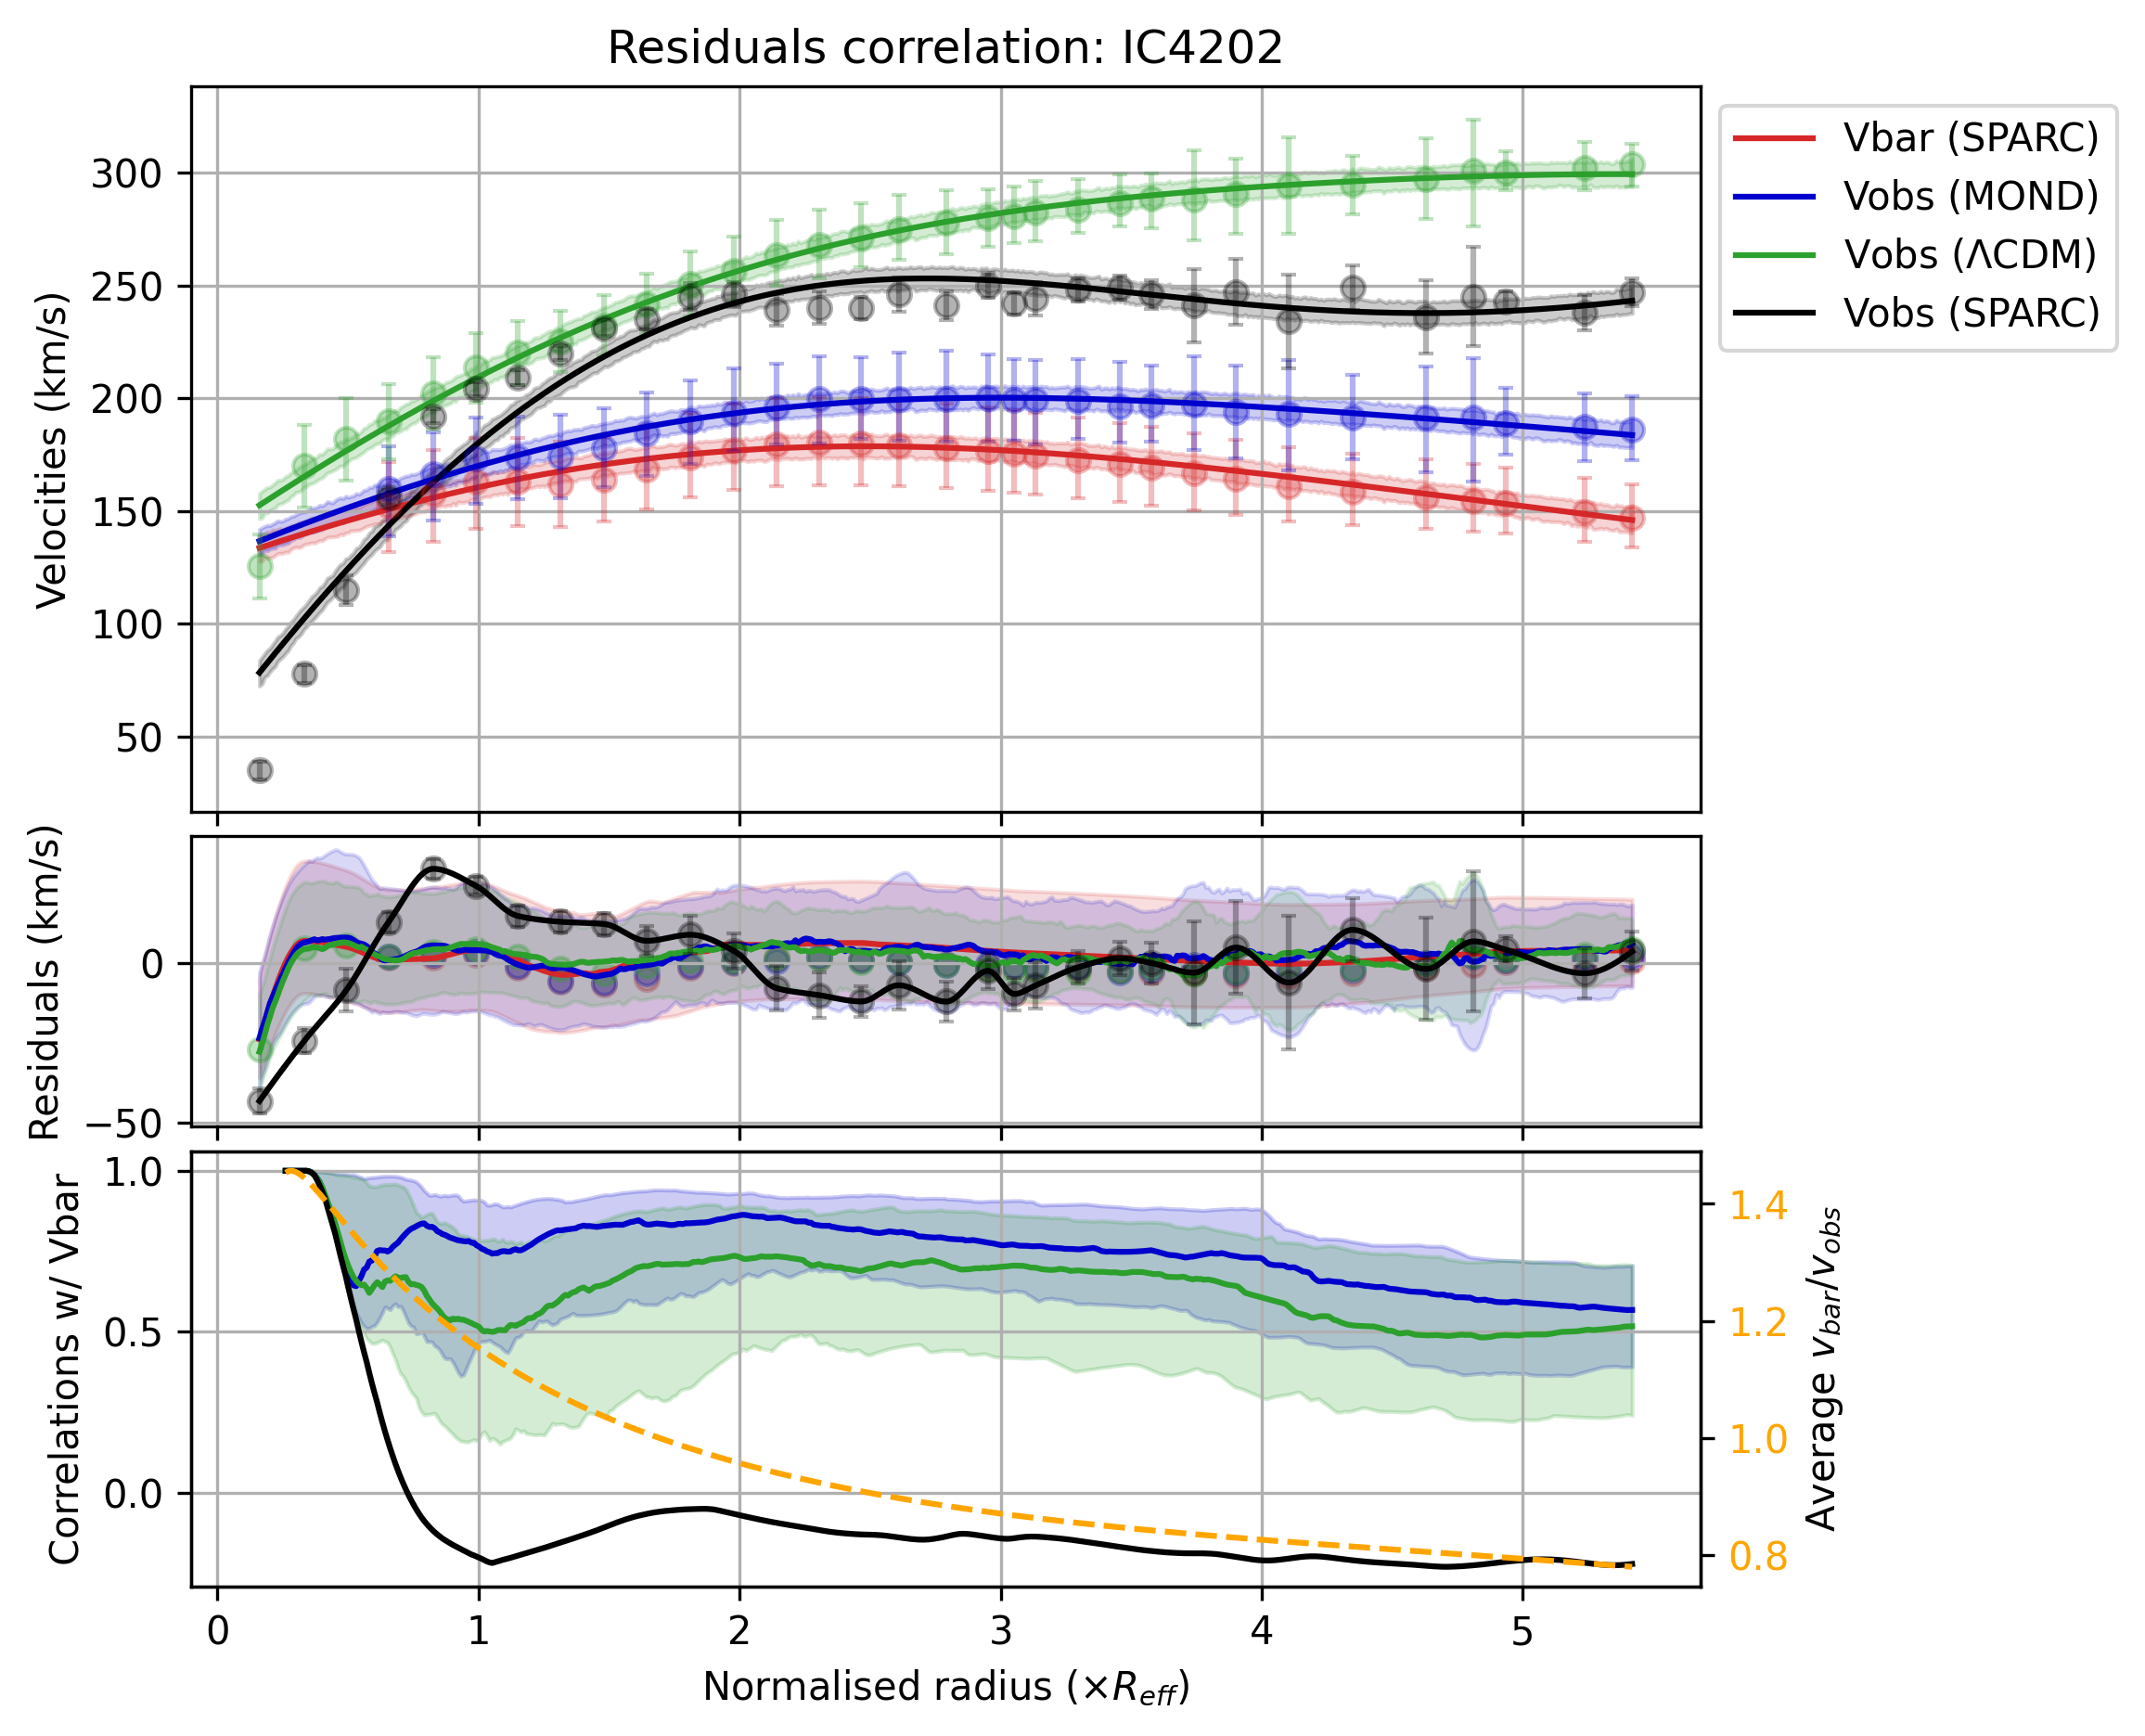 Residuals correlation: IC4202
Velocities (km/s)
300
250
200
150
100
50
Vbar (SPARC)
Vobs (MOND)
Vobs (ΛCDM)
Vobs (SPARC)
Residuals (km/s)
0
−50
Correlations w/ Vbar
1.0
0.5
0.0
1.4
1.2
1.0
0.8
Average v_bar/v_obs
0 1 2 3 4 5
Normalised radius (×R_eff)